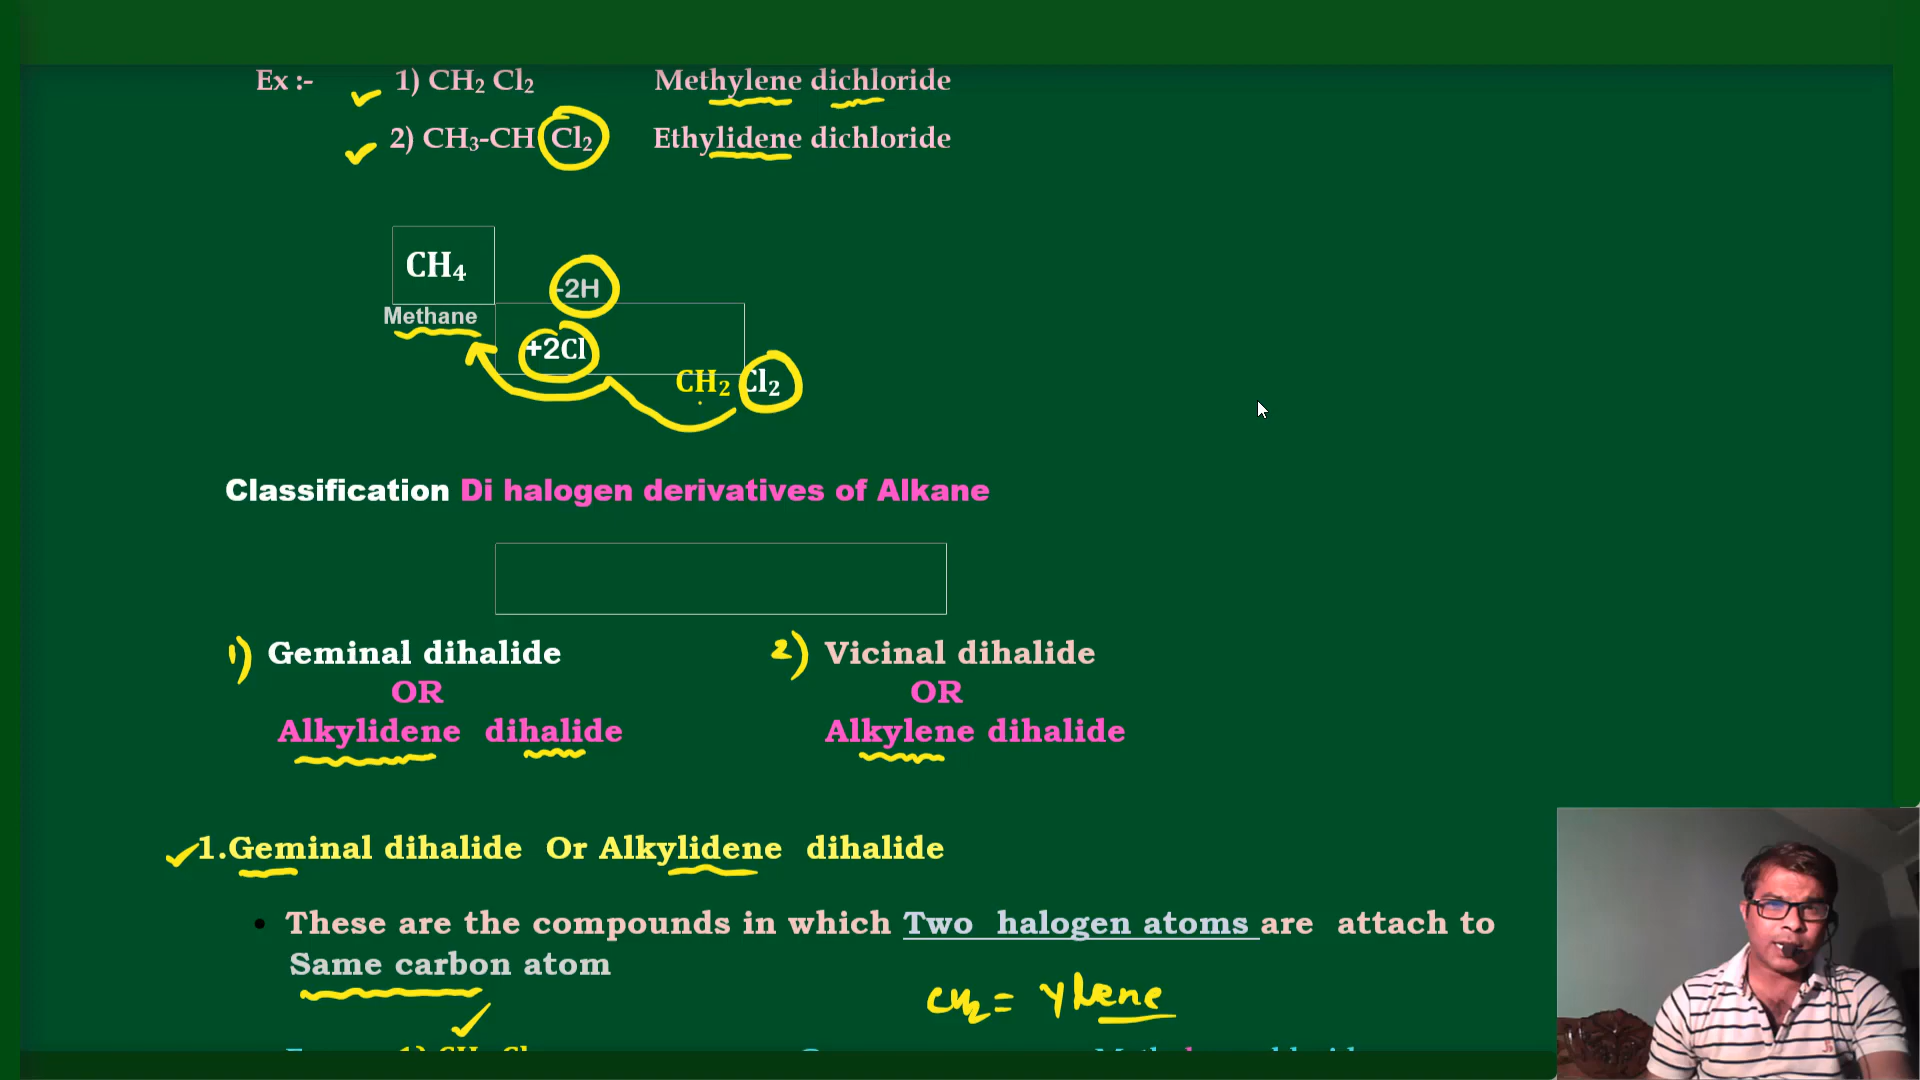 Ex :- 1) CH₂ Cl₂ Methylene dichloride
2) CH₃-CH Cl₂ Ethylidene dichloride
CH₄
-2H
Methane
+2Cl
CH₂ Cl₂
Classification Di halogen derivatives of Alkane
1) Geminal dihalide 2) Vicinal dihalide
OR OR
Alkylidene dihalide Alkylene dihalide
1.Geminal dihalide Or Alkylidene dihalide
• These are the compounds in which Two halogen atoms are attach to
Same carbon atom
CH₂ = ylene